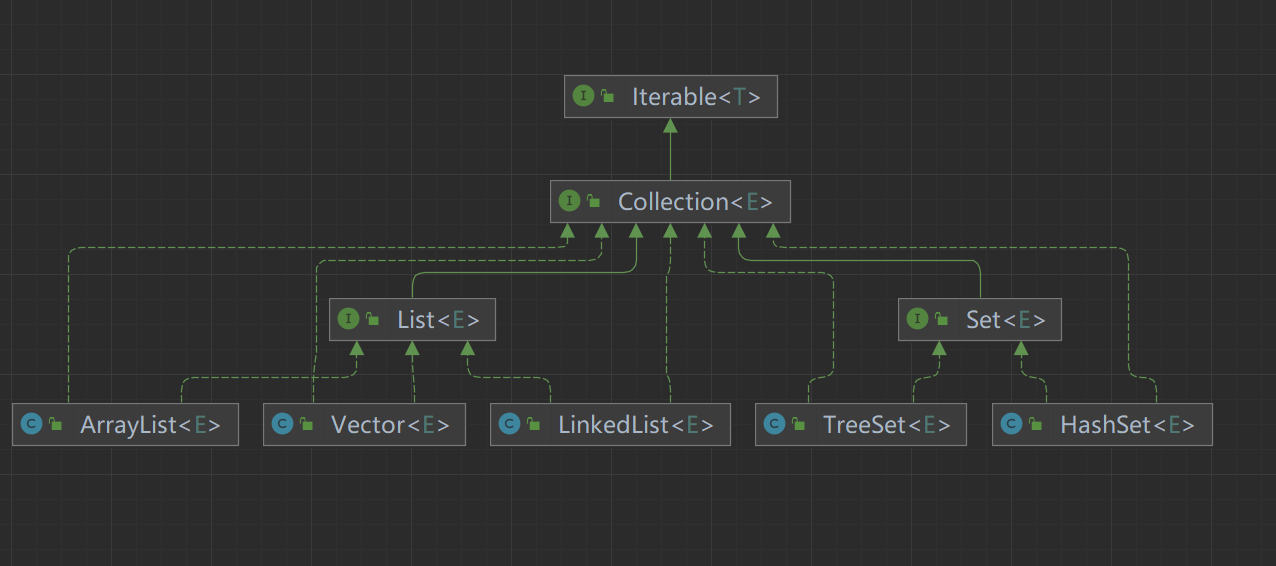 I Iterable<T>
I Collection<E>
I List<E>
I Set<E>
C ArrayList<E>
C Vector<E>
C LinkedList<E>
C TreeSet<E>
C HashSet<E>